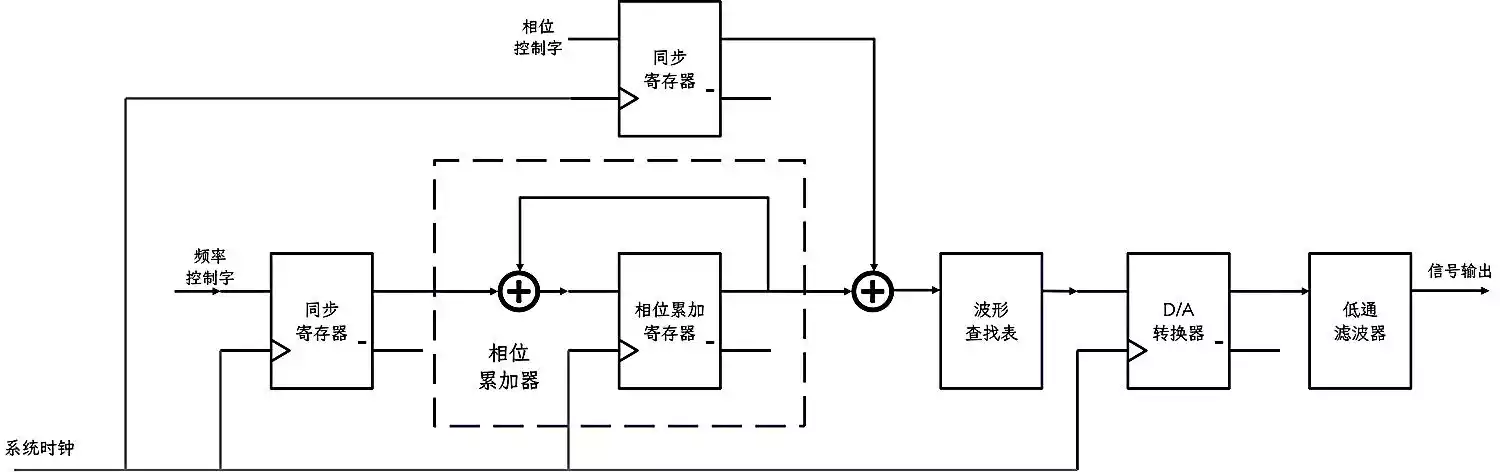 相位
控制字
同步
寄存器
频率
控制字
同步
寄存器
相位
累加器
相位累加
寄存器
波形
查找表
D/A
转换器
低通
滤波器
信号输出
系统时钟